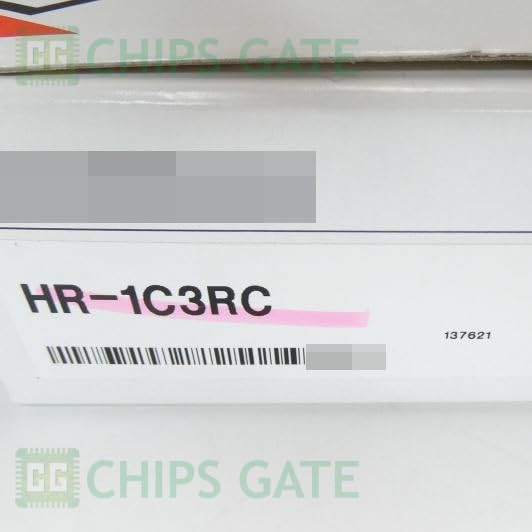 CHIPS GATE
HR-1C3RC
137621
CHIPS GATE